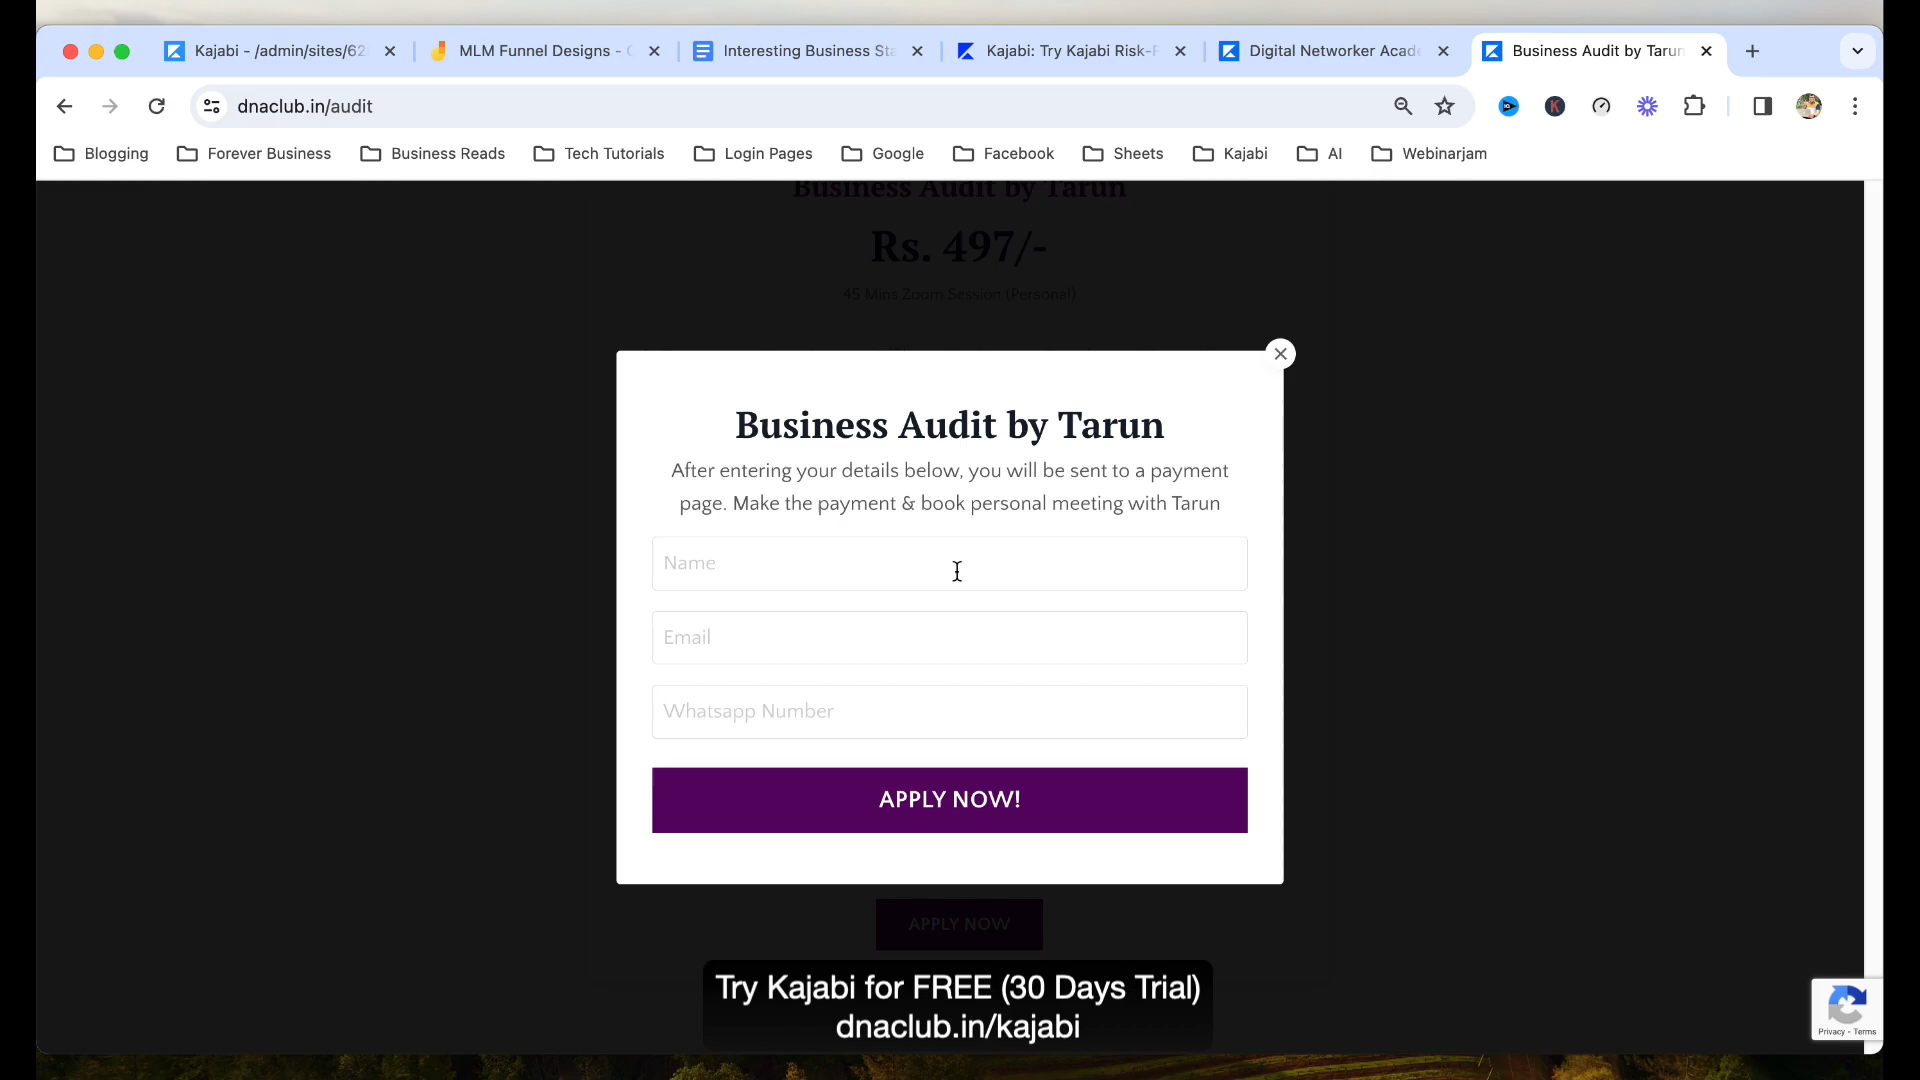 Kajabi - /admin/sites/62
MLM Funnel Designs - C
Interesting Business Sta
Kajabi: Try Kajabi Risk-F
Digital Networker Acade
Business Audit by Tarun
dnaclub.in/audit
Blogging
Forever Business
Business Reads
Tech Tutorials
Login Pages
Google
Facebook
Sheets
Kajabi
AI
Webinarjam
Business Audit by Tarun
Rs. 497/-
45 Mins Zoom Session (Personal)
Business Audit by Tarun
After entering your details below, you will be sent to a payment
page. Make the payment & book personal meeting with Tarun
Name
Email
Whatsapp Number
APPLY NOW!
APPLY NOW
Try Kajabi for FREE (30 Days Trial)
dnaclub.in/kajabi
Privacy - Terms